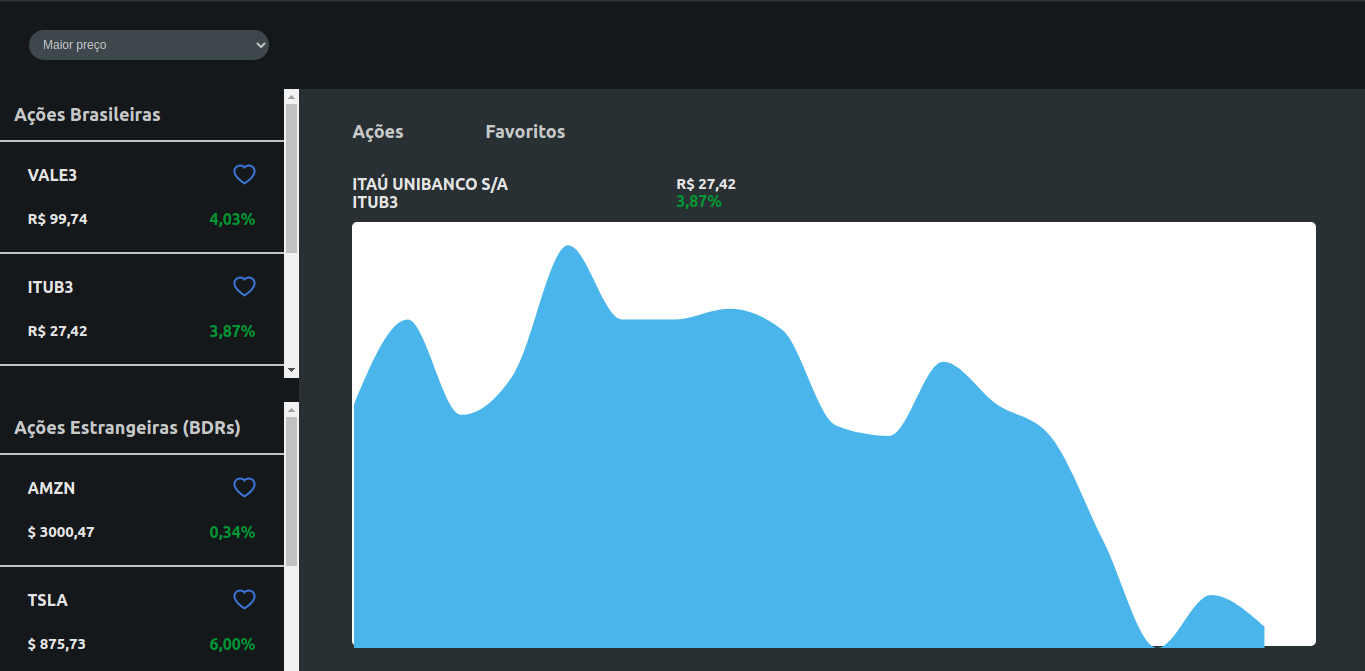 Maior preço
Ações Brasileiras
VALE3
R$ 99,74 4,03%
ITUB3
R$ 27,42 3,87%
Ações Estrangeiras (BDRs)
AMZN
$ 3000,47 0,34%
TSLA
$ 875,73 6,00%
Ações Favoritos
ITAÚ UNIBANCO S/A R$ 27,42
ITUB3 3,87%